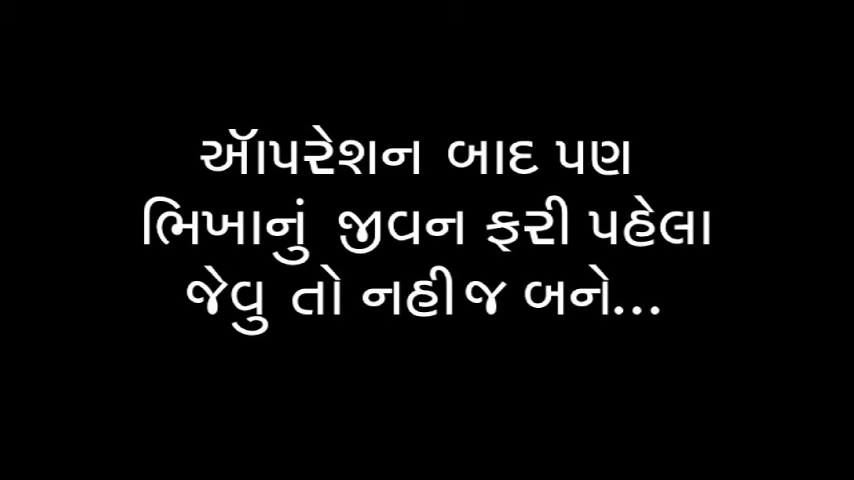 ઑપરેશન બાદ પણ
ભિખાનું જીવન ફરી પહેલા
જેવુ તો નહીજ બને...